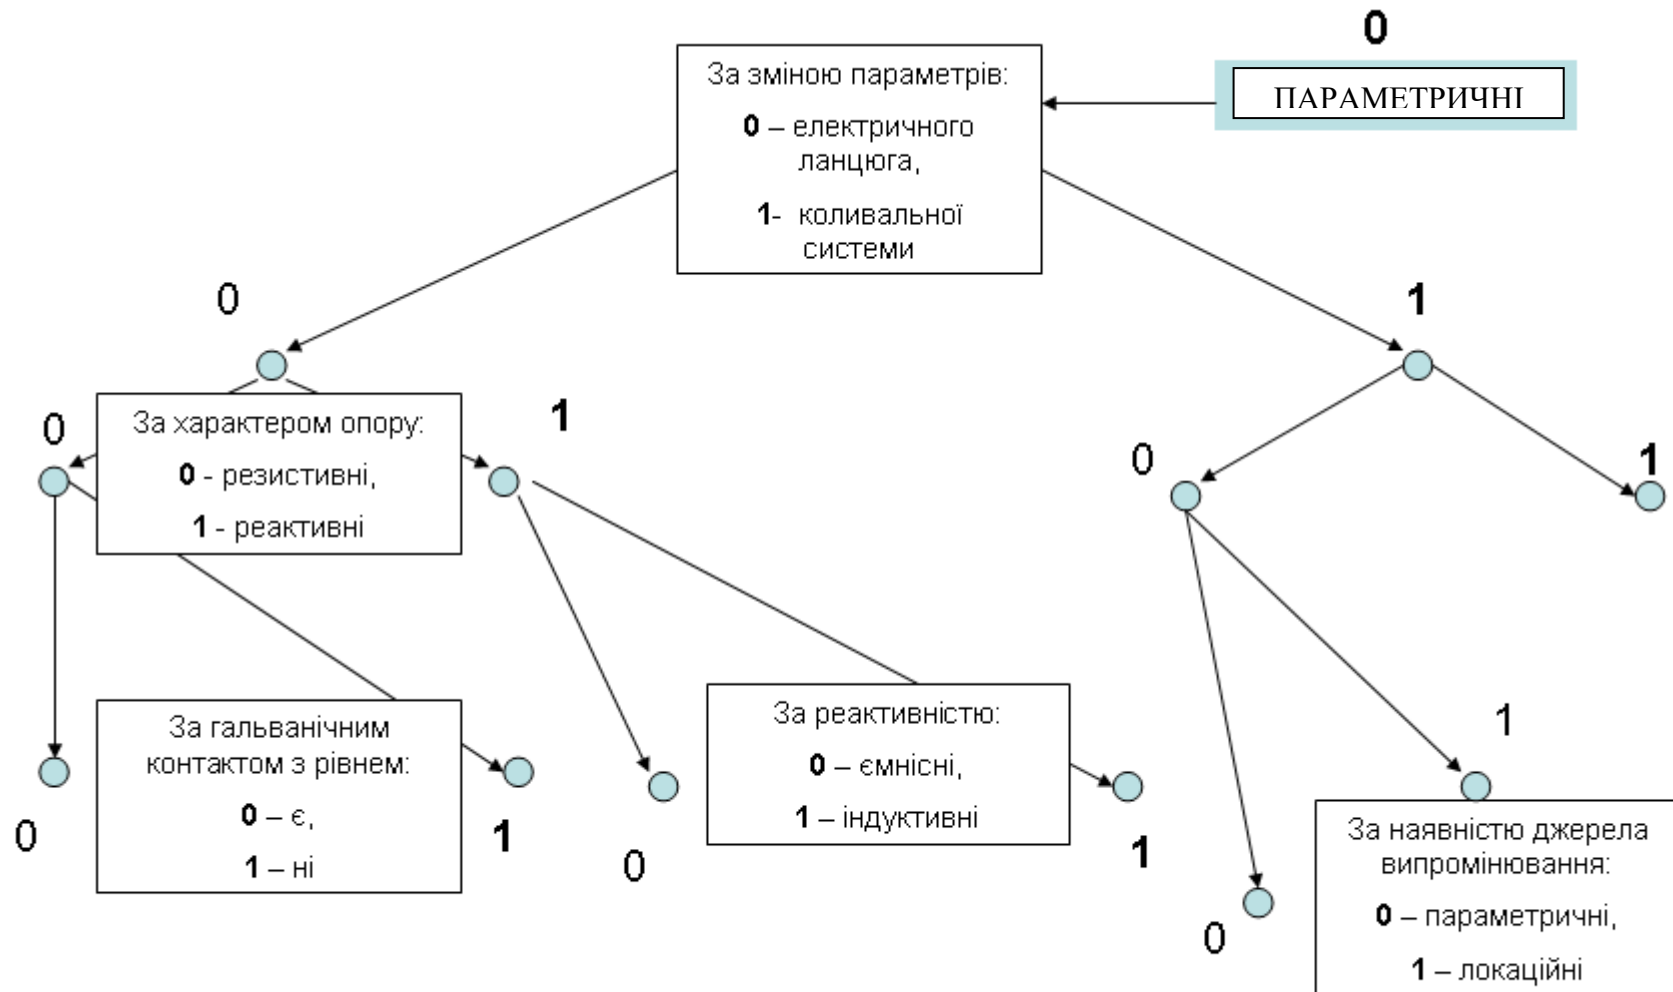 0
ПАРАМЕТРИЧНІ
За зміною параметрів:
0 – електричного
ланцюга,
1- коливальної
системи
0
1
За характером опору:
0 - резистивні,
1 - реактивні
0
1
0
1
За гальванічним
контактом з рівнем:
0 – є,
1 – ні
0
1
За реактивністю:
0 – ємнісні,
1 – індуктивні
0
1
За наявністю джерела
випромінювання:
0 – параметричні,
1 – локаційні
0
1